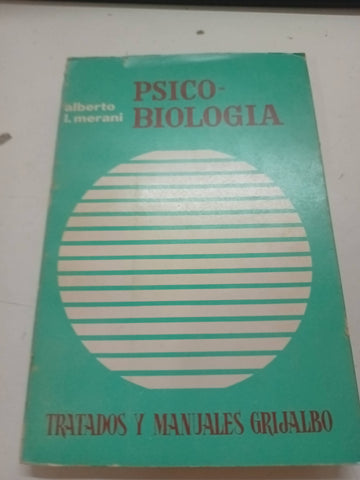 alberto
l. merani
PSICO-
BIOLOGIA
TRATADOS Y MANUALES GRIJALBO